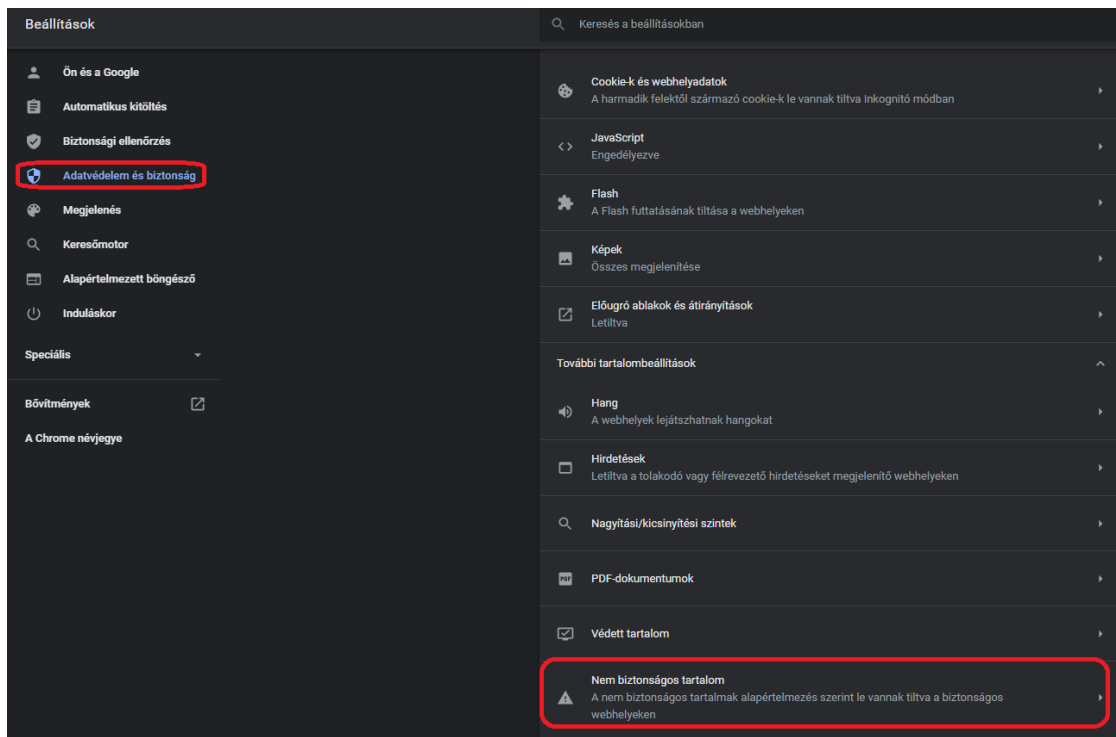 Beállítások
Keresés a beállításokban
Ön és a Google
Automatikus kitöltés
Biztonsági ellenőrzés
Adatvédelem és biztonság
Megjelenés
Keresőmotor
Alapértelmezett böngésző
Induláskor
Speciális
Bővítmények
A Chrome névjegye
Cookie-k és webhelyadatok
A harmadik felektől származó cookie-k le vannak tiltva Inkognitó módban
JavaScript
Engedélyezve
Flash
A Flash futtatásának tiltása a webhelyeken
Képek
Összes megjelenítése
Előugró ablakok és átirányítások
Letiltva
További tartalombeállítások
Hang
A webhelyek lejátszhatnak hangokat
Hirdetések
Letiltva a tolakodó vagy félrevezető hirdetéseket megjelenítő webhelyeken
Nagyítási/kicsinyítési szintek
PDF
PDF-dokumentumok
Védett tartalom
Nem biztonságos tartalom
A nem biztonságos tartalmak alapértelmezés szerint le vannak tiltva a biztonságos
webhelyeken